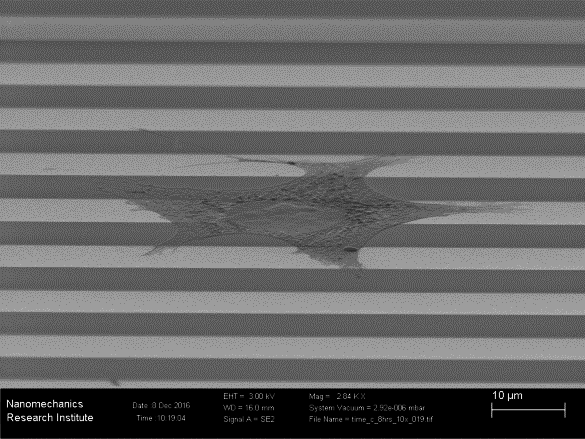 Nanomechanics
Research Institute
Date :8 Dec 2016
Time :10:19:04
EHT = 3.00 kV
WD = 16.0 mm
Signal A = SE2
Mag = 2.84 K X
System Vacuum = 2.92e-006 mbar
File Name = time_c_8hrs_10x_019.tif
10 µm